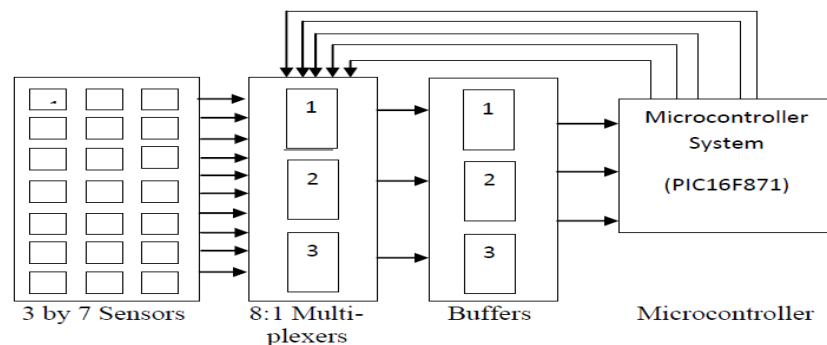 1
2
3
1
2
3
Microcontroller
System
(PIC16F871)
3 by 7 Sensors
8:1 Multi-
plexers
Buffers
Microcontroller